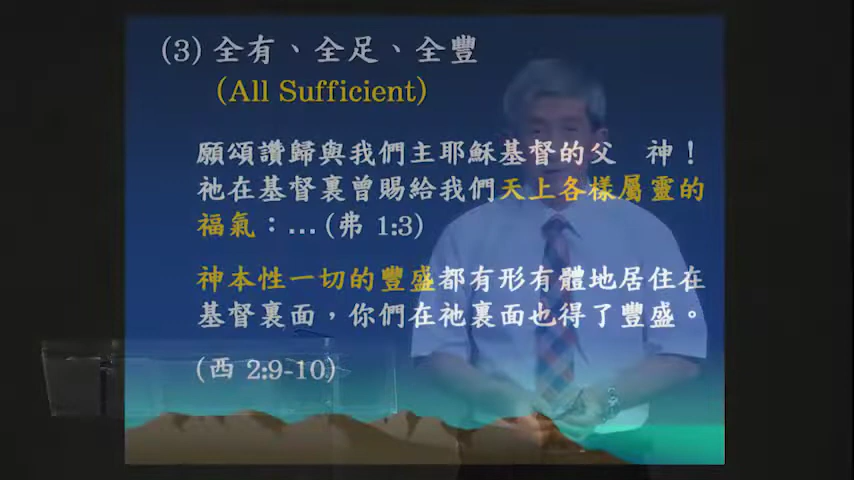 (3) 全有、全足、全豐
(All Sufficient)
願頌讚歸與我們主耶穌基督的父　神！
祂在基督裏曾賜給我們天上各樣屬靈的
福氣：…(弗 1:3)
神本性一切的豐盛都有形有體地居住在
基督裏面，你們在祂裏面也得了豐盛。
(西 2:9-10)